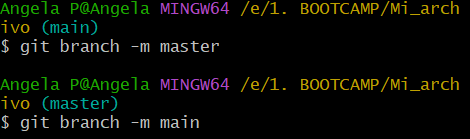 Angela P@Angela MINGW64 /e/1. BOOTCAMP/Mi_arch
ivo (main)
$ git branch -m master
Angela P@Angela MINGW64 /e/1. BOOTCAMP/Mi_arch
ivo (master)
$ git branch -m main